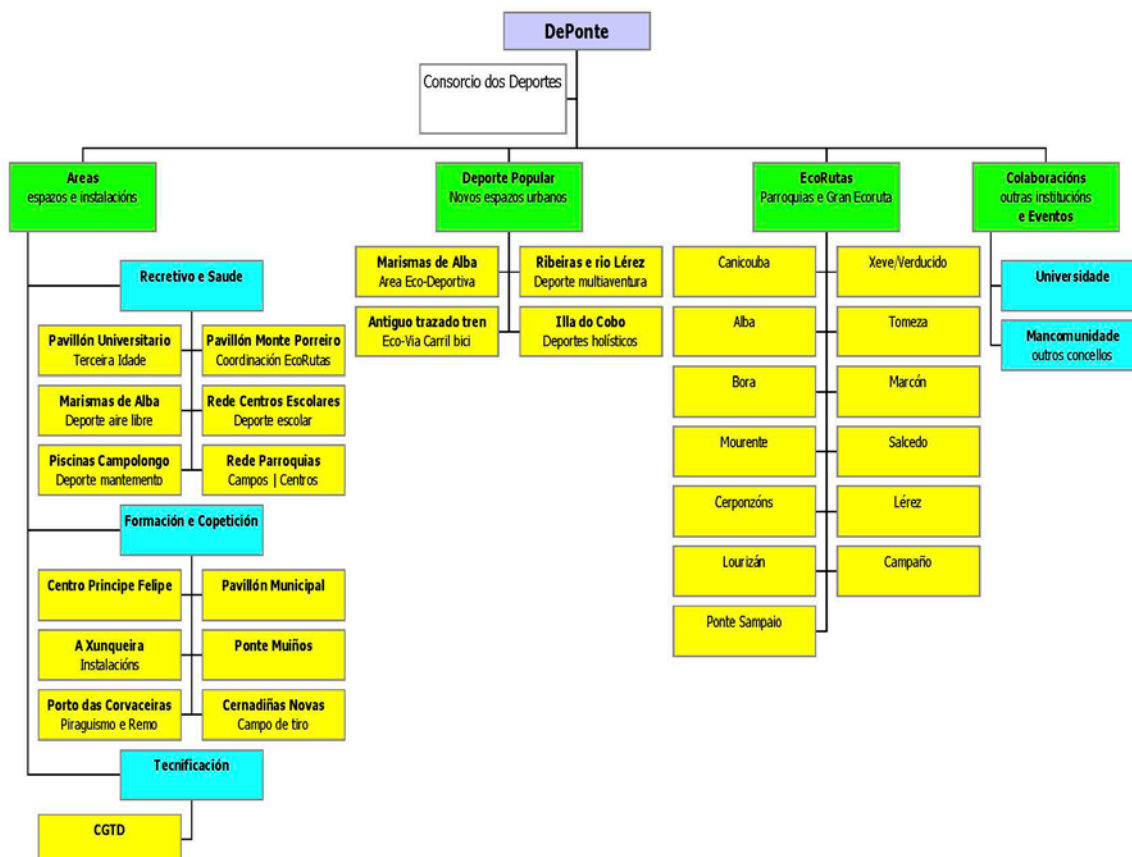 DePonte
Consorcio dos Deportes
Areas
espazos e instalacións
Deporte Popular
Novos espazos urbanos
EcoRutas
Parroquias e Gran Ecoruta
Colaboracións
outras institucións
e Eventos
Recretivo e Saude
Pavillón Universitario
Terceira Idade
Pavillón Monte Porreiro
Coordinación EcoRutas
Marismas de Alba
Deporte aire libre
Rede Centros Escolares
Deporte escolar
Piscinas Campolongo
Deporte mantemento
Rede Parroquias
Campos | Centros
Formación e Copetición
Centro Principe Felipe
Pavillón Municipal
A Xunqueira
Instalacións
Ponte Muiños
Porto das Corvaceiras
Piraguismo e Remo
Cernadiñas Novas
Campo de tiro
Tecnificación
CGTD
Marismas de Alba
Area Eco-Deportiva
Ribeiras e rio Lérez
Deporte multiaventura
Antiguo trazado tren
Eco-Via Carril bici
Illa do Cobo
Deportes holísticos
Canicouba
Xeve/Verducido
Alba
Tomeza
Bora
Marcón
Mourente
Salcedo
Cerponzóns
Lérez
Lourizán
Campaño
Ponte Sampaio
Universidade
Mancomunidade
outros concellos